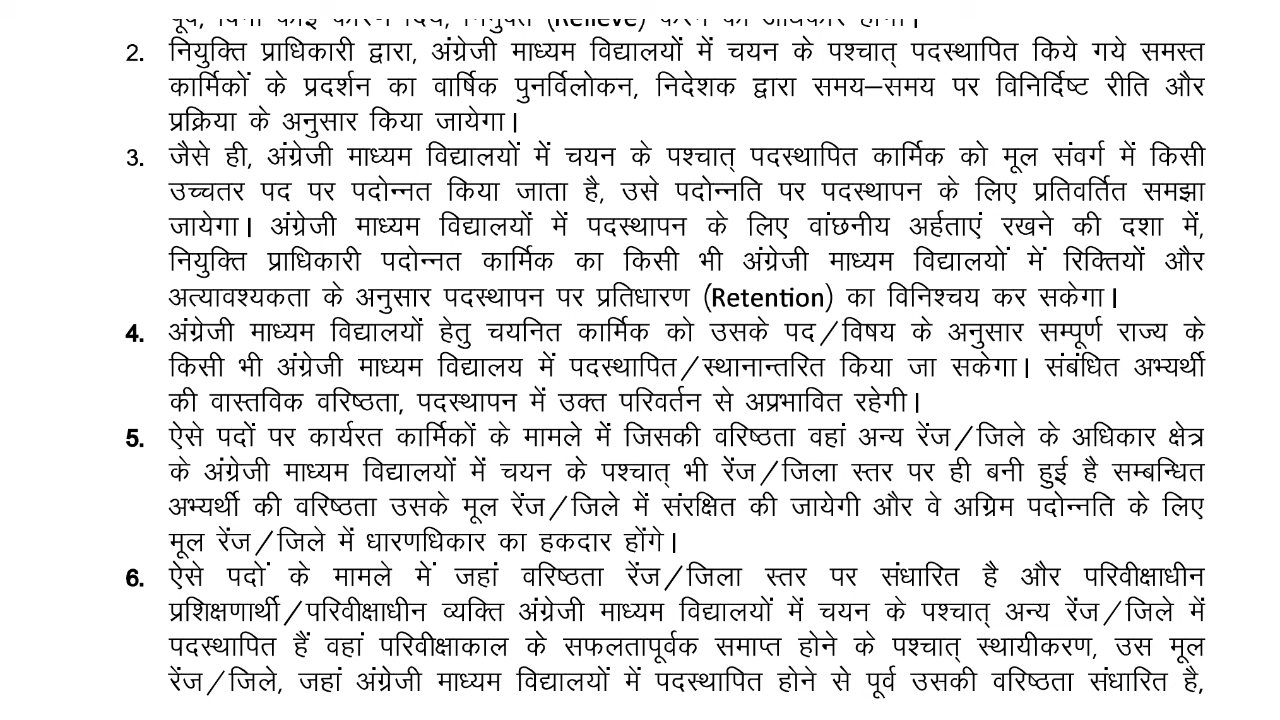 पूर्व, बिना कोई कारण दिये, निमुक्त (Relieve) करने का अधिकार होगा।
2. नियुक्ति प्राधिकारी द्वारा, अंग्रेजी माध्यम विद्यालयों में चयन के पश्चात् पदस्थापित किये गये समस्त
कार्मिकों के प्रदर्शन का वार्षिक पुनर्विलोकन, निदेशक द्वारा समय–समय पर विनिर्दिष्ट रीति और
प्रक्रिया के अनुसार किया जायेगा।
3. जैसे ही, अंग्रेजी माध्यम विद्यालयों में चयन के पश्चात् पदस्थापित कार्मिक को मूल संवर्ग में किसी
उच्चतर पद पर पदोन्नत किया जाता है, उसे पदोन्नति पर पदस्थापन के लिए प्रतिवर्तित समझा
जायेगा। अंग्रेजी माध्यम विद्यालयों में पदस्थापन के लिए वांछनीय अर्हताएं रखने की दशा में,
नियुक्ति प्राधिकारी पदोन्नत कार्मिक का किसी भी अंग्रेजी माध्यम विद्यालयों में रिक्तियों और
अत्यावश्यकता के अनुसार पदस्थापन पर प्रतिधारण (Retention) का विनिश्चय कर सकेगा।
4. अंग्रेजी माध्यम विद्यालयों हेतु चयनित कार्मिक को उसके पद/विषय के अनुसार सम्पूर्ण राज्य के
किसी भी अंग्रेजी माध्यम विद्यालय में पदस्थापित/स्थानान्तरित किया जा सकेगा। संबंधित अभ्यर्थी
की वास्तविक वरिष्ठता, पदस्थापन में उक्त परिवर्तन से अप्रभावित रहेगी।
5. ऐसे पदों पर कार्यरत कार्मिकों के मामले में जिसकी वरिष्ठता वहां अन्य रेंज/जिले के अधिकार क्षेत्र
के अंग्रेजी माध्यम विद्यालयों में चयन के पश्चात् भी रेंज/जिला स्तर पर ही बनी हुई है सम्बन्धित
अभ्यर्थी की वरिष्ठता उसके मूल रेंज/जिले में संरक्षित की जायेगी और वे अग्रिम पदोन्नति के लिए
मूल रेंज/जिले में धारणधिकार का हकदार होंगे।
6. ऐसे पदों के मामले में जहां वरिष्ठता रेंज/जिला स्तर पर संधारित है और परिवीक्षाधीन
प्रशिक्षणार्थी/परिवीक्षाधीन व्यक्ति अंग्रेजी माध्यम विद्यालयों में चयन के पश्चात् अन्य रेंज/जिले में
पदस्थापित हैं वहां परिवीक्षाकाल के सफलतापूर्वक समाप्त होने के पश्चात् स्थायीकरण, उस मूल
रेंज/जिले, जहां अंग्रेजी माध्यम विद्यालयों में पदस्थापित होने से पूर्व उसकी वरिष्ठता संधारित है,